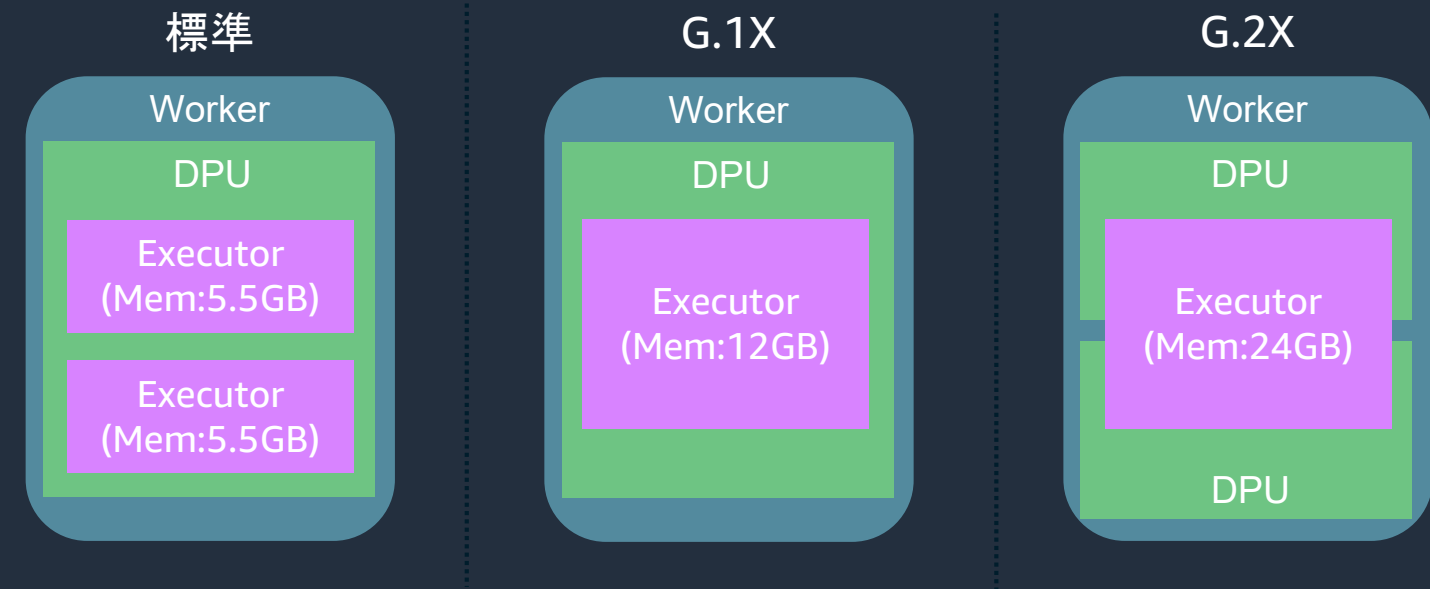 標準
Worker
DPU
Executor
(Mem:5.5GB)
Executor
(Mem:5.5GB)
G.1X
Worker
DPU
Executor
(Mem:12GB)
G.2X
Worker
DPU
Executor
(Mem:24GB)
DPU